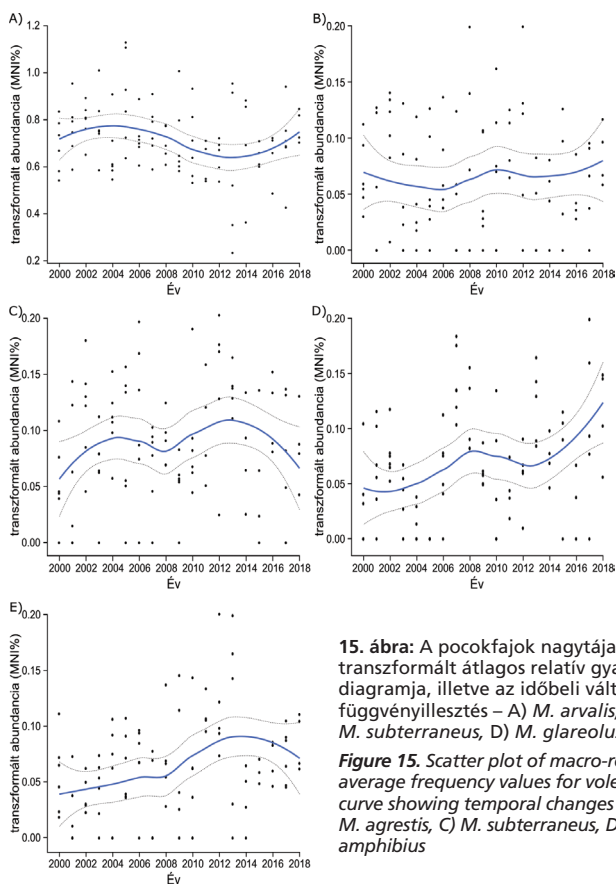 A)
transzformált abundancia (MNI%)
1.2
1.0
0.8
0.6
0.4
0.2
2000 2002 2004 2006 2008 2010 2012 2014 2016 2018
Év
B)
transzformált abundancia (MNI%)
0.20
0.15
0.10
0.05
0.00
2000 2002 2004 2006 2008 2010 2012 2014 2016 2018
Év
C)
transzformált abundancia (MNI%)
0.20
0.15
0.10
0.05
0.00
2000 2002 2004 2006 2008 2010 2012 2014 2016 2018
Év
D)
transzformált abundancia (MNI%)
0.20
0.15
0.10
0.05
0.00
2000 2002 2004 2006 2008 2010 2012 2014 2016 2018
Év
E)
transzformált abundancia (MNI%)
0.20
0.15
0.10
0.05
0.00
2000 2002 2004 2006 2008 2010 2012 2014 2016 2018
Év
15. ábra: A pocokfajok nagytája
transzformált átlagos relatív gya
diagramja, illetve az időbeli vált
függvényillesztés – A) M. arvalis,
M. subterraneus, D) M. glareolu
Figure 15. Scatter plot of macro-re
average frequency values for vole
curve showing temporal changes
M. agrestis, C) M. subterraneus, D
amphibius